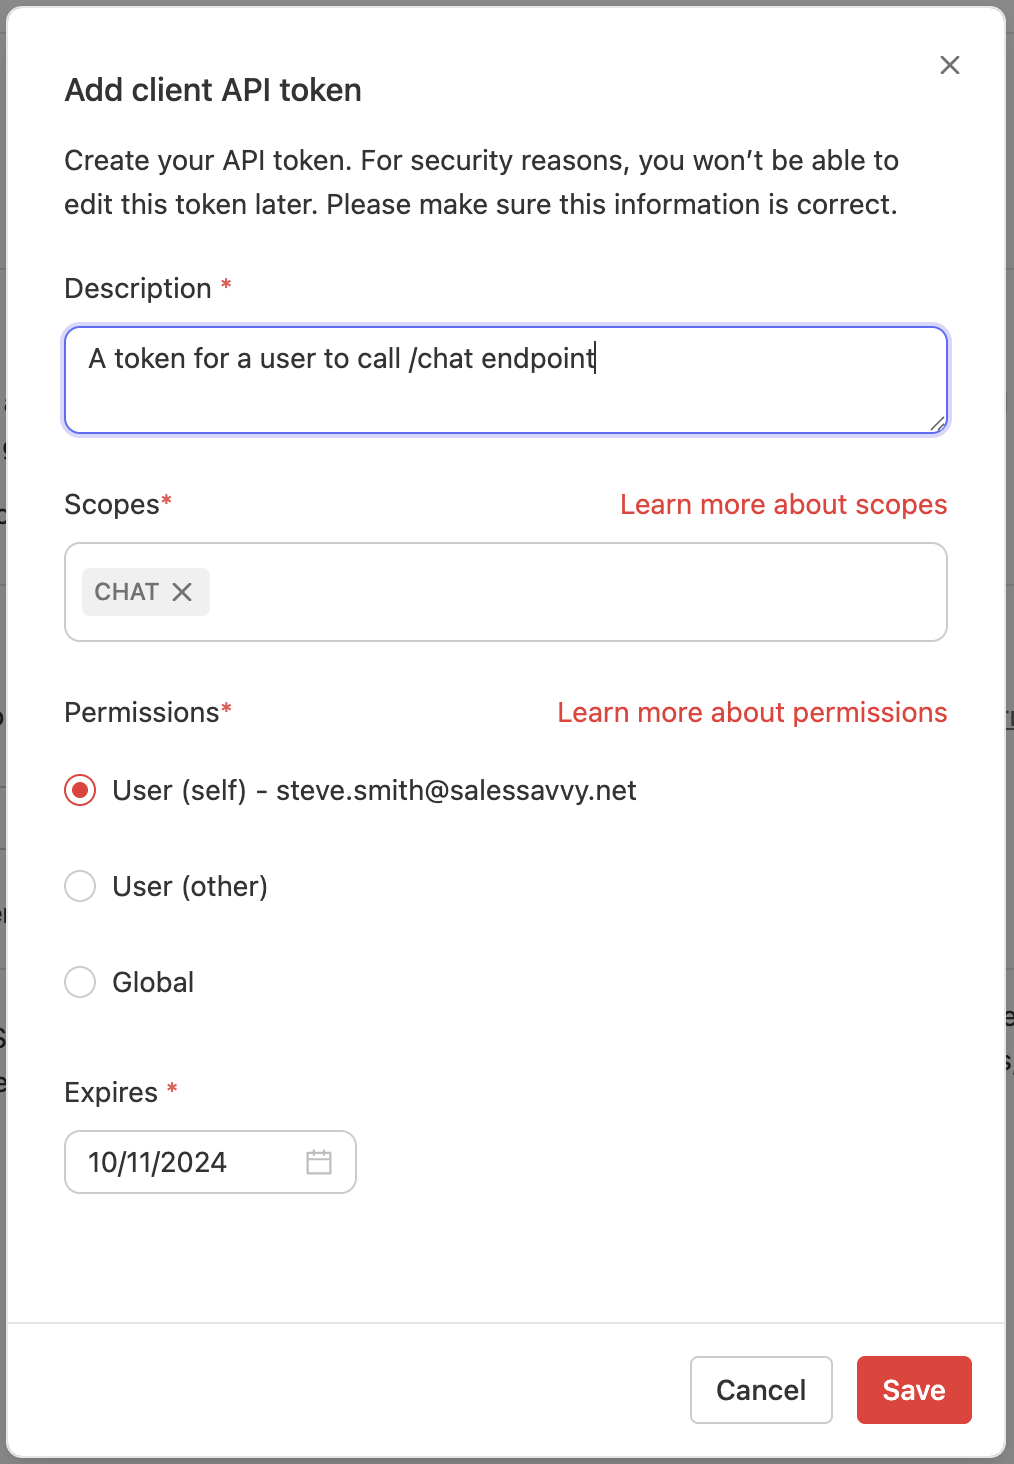 Add client API token
Create your API token. For security reasons, you won’t be able to
edit this token later. Please make sure this information is correct.
Description *
A token for a user to call /chat endpoint
Scopes* Learn more about scopes
CHAT
Permissions* Learn more about permissions
User (self) - steve.smith@salessavvy.net
User (other)
Global
Expires *
10/11/2024
Cancel Save